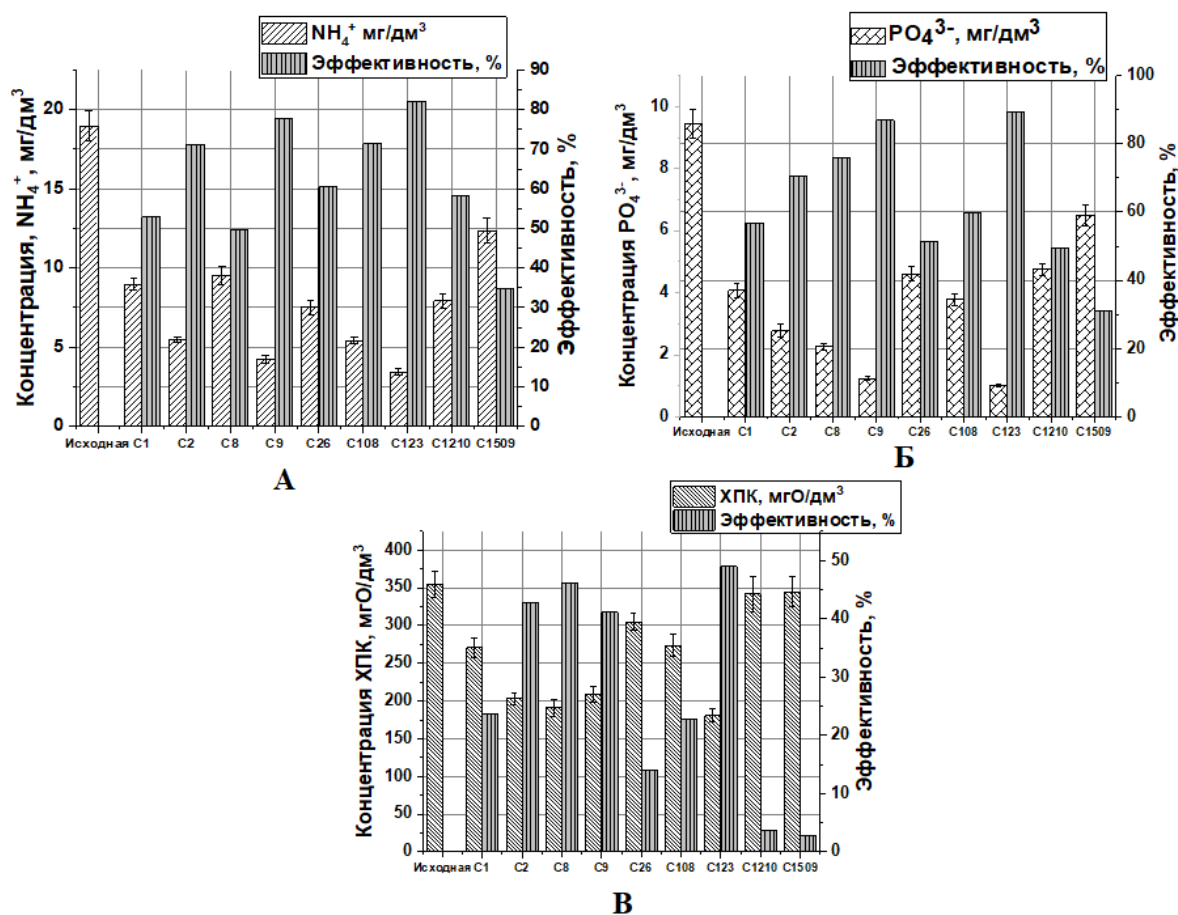 NH₄⁺ мг/дм³
Эффективность, %
Концентрация, NH₄⁺, мг/дм³
20
15
10
5
0
90
80
70
60
50
40
30
20
10
0
Эффективность, %
Исходная C1 C2 C8 C9 C26 C108 C123 C1210 C1509
А
PO₄³⁻, мг/дм³
Эффективность, %
Концентрация PO₄³⁻, мг/дм³
10
8
6
4
2
0
100
80
60
40
20
0
Эффективность, %
Исходная C1 C2 C8 C9 C26 C108 C123 C1210 C1509
Б
ХПК, мгО/дм³
Эффективность, %
Концентрация ХПК, мгО/дм³
400
350
300
250
200
150
100
50
0
50
40
30
20
10
0
Эффективность, %
Исходная C1 C2 C8 C9 C26 C108 C123 C1210 C1509
В